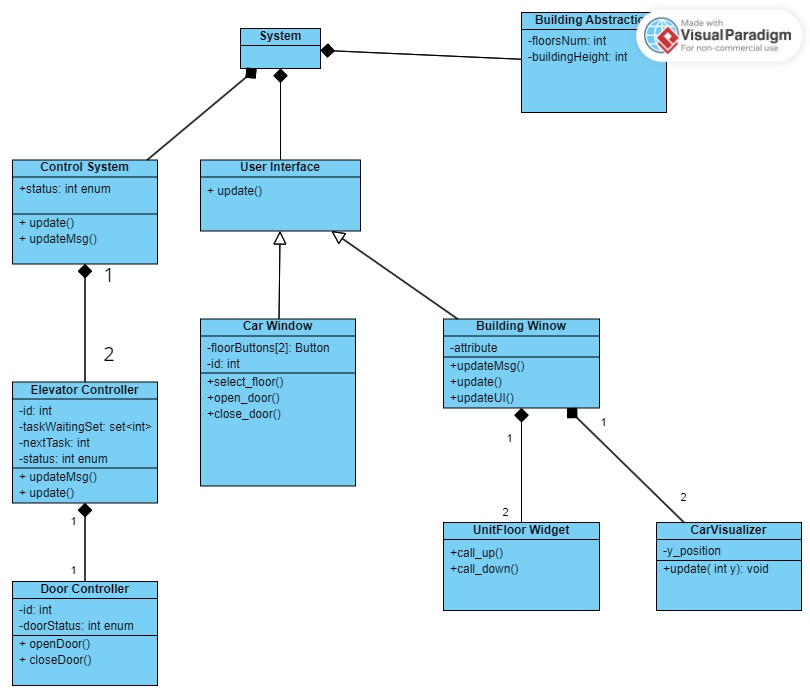 System
Building Abstractio
-floorsNum: int
-buildingHeight: int
Made with
VisualParadigm
For non-commercial use
Control System
+status: int enum
+ update()
+ updateMsg()
User Interface
+ update()
1
2
Car Window
-floorButtons[2]: Button
-id: int
+select_floor()
+open_door()
+close_door()
Building Winow
-attribute
+updateMsg()
+update()
+updateUI()
Elevator Controller
-id: int
-taskWaitingSet: set<int>
-nextTask: int
-status: int enum
+ updateMsg()
+ update()
1
1
1
2
1
2
UnitFloor Widget
+call_up()
+call_down()
CarVisualizer
-y_position
+update( int y): void
Door Controller
-id: int
-doorStatus: int enum
+ openDoor()
+ closeDoor()